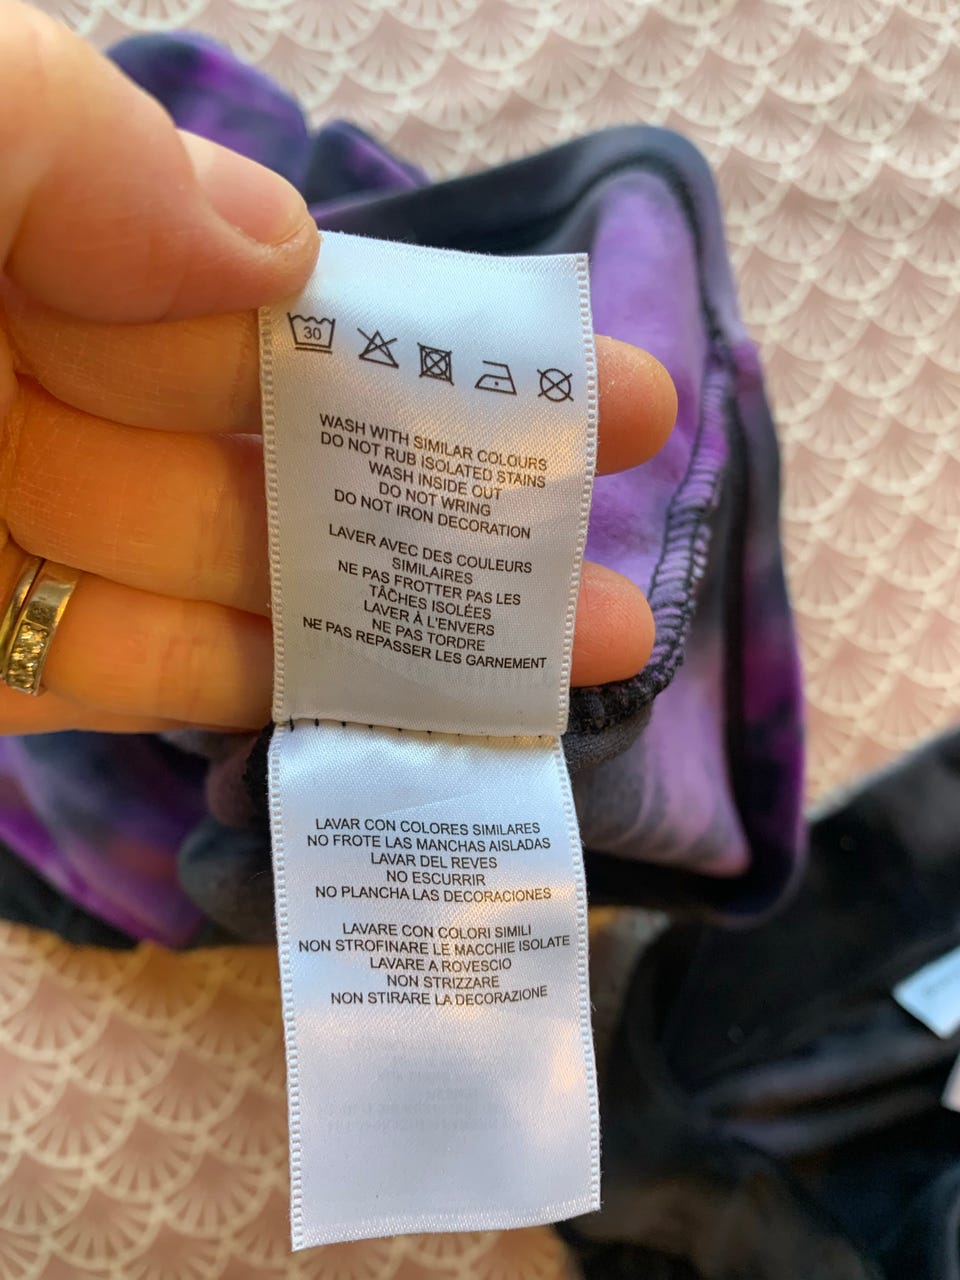 30
WASH WITH SIMILAR COLOURS
DO NOT RUB ISOLATED STAINS
WASH INSIDE OUT
DO NOT WRING
DO NOT IRON DECORATION
LAVER AVEC DES COULEURS
SIMILAIRES
NE PAS FROTTER PAS LES
TÂCHES ISOLÉES
LAVER À L'ENVERS
NE PAS TORDRE
NE PAS REPASSER LES GARNEMENT
LAVAR CON COLORES SIMILARES
NO FROTE LAS MANCHAS AISLADAS
LAVAR DEL REVES
NO ESCURRIR
NO PLANCHA LAS DECORACIONES
LAVARE CON COLORI SIMILI
NON STROFINARE LE MACCHIE ISOLATE
LAVARE A ROVESCIO
NON STRIZZARE
NON STIRARE LA DECORAZIONE